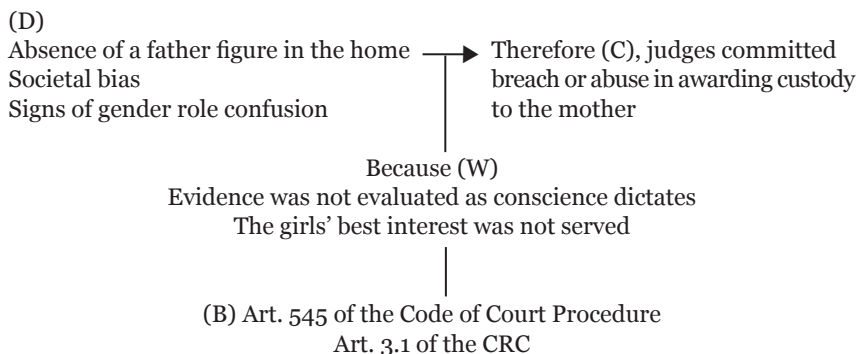 (D)
Absence of a father figure in the home
Societal bias
Signs of gender role confusion
Therefore (C), judges committed
breach or abuse in awarding custody
to the mother
Because (W)
Evidence was not evaluated as conscience dictates
The girls’ best interest was not served
(B) Art. 545 of the Code of Court Procedure
Art. 3.1 of the CRC